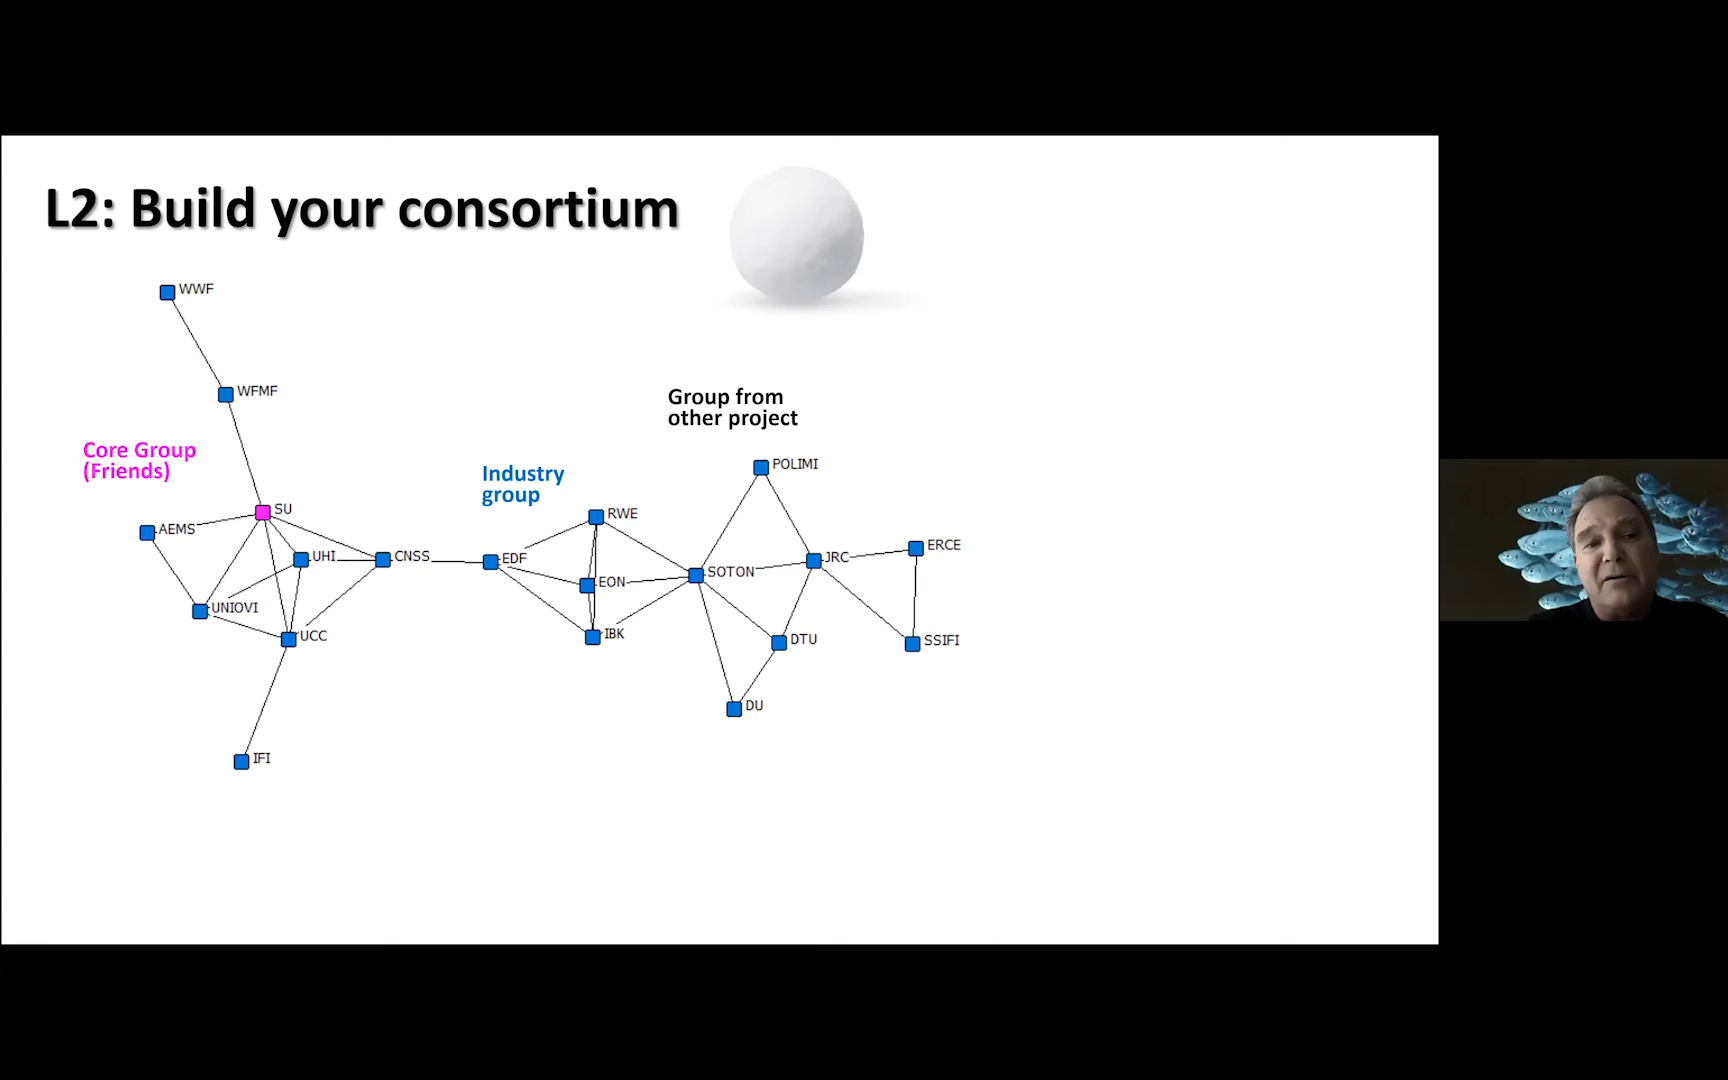 L2: Build your consortium
WWF
WFMF
Group from
other project
Core Group
(Friends)
Industry
group
POLIMI
SU
RWE
AEMS
UHI
CNSS
EDF
EON
SOTON
JRC
ERCE
UNIOVI
UCC
IBK
DTU
SSIFI
DU
IFI